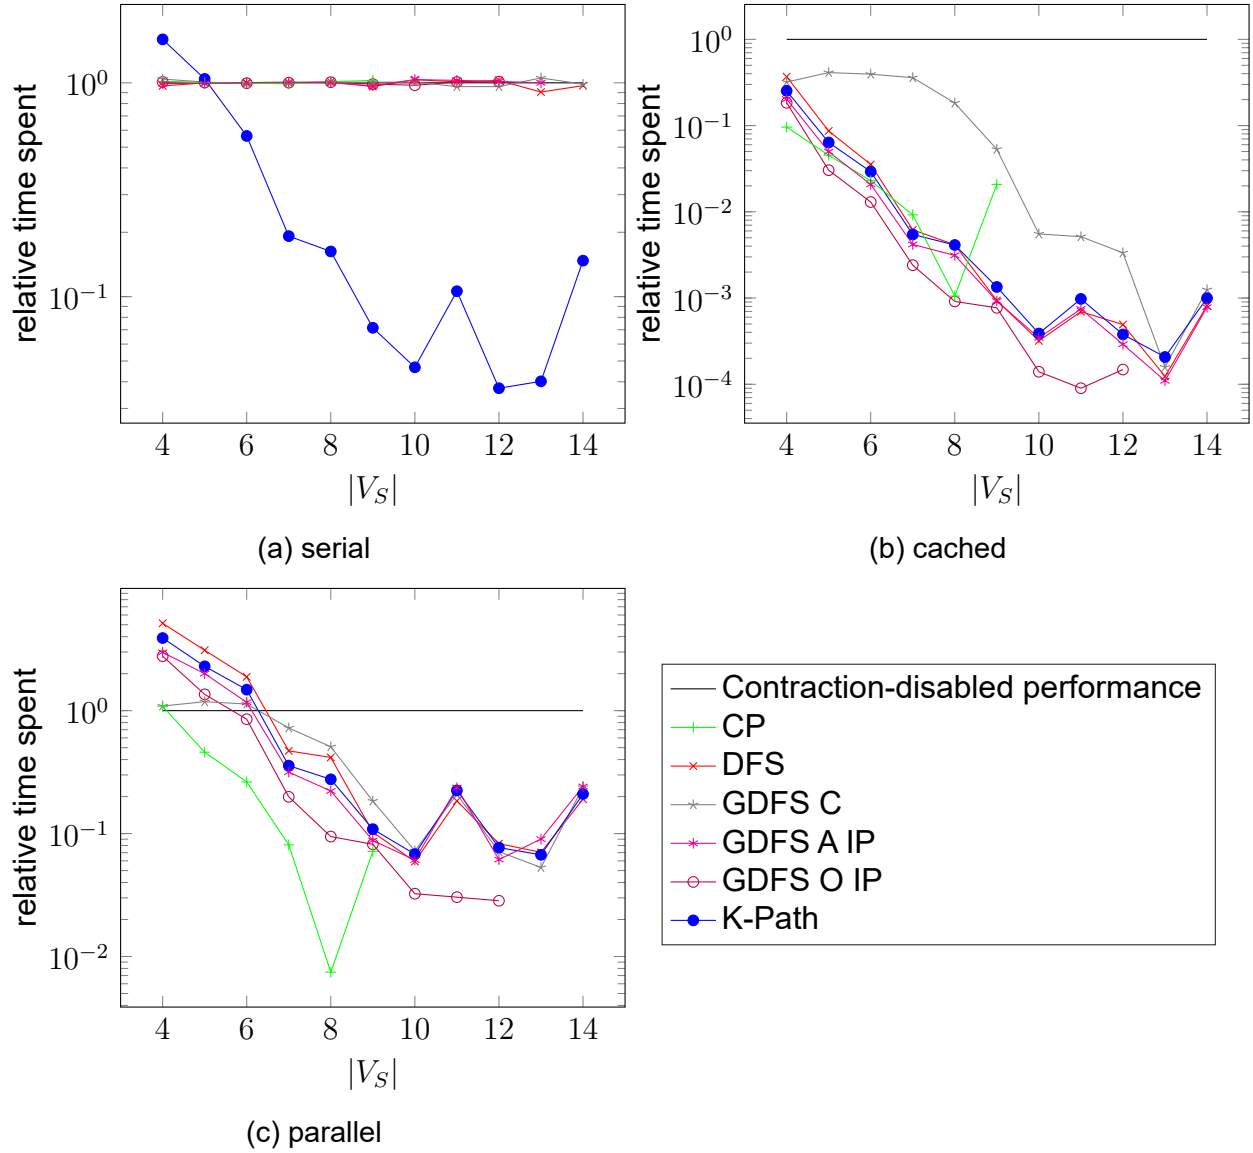 relative time spent
10^0
10^{-1}
4 6 8 10 12 14
|V_S|
(a) serial
relative time spent
10^0
10^{-1}
10^{-2}
10^{-3}
10^{-4}
4 6 8 10 12 14
|V_S|
(b) cached
relative time spent
10^0
10^{-1}
10^{-2}
4 6 8 10 12 14
|V_S|
(c) parallel
Contraction-disabled performance
CP
DFS
GDFS C
GDFS A IP
GDFS O IP
K-Path